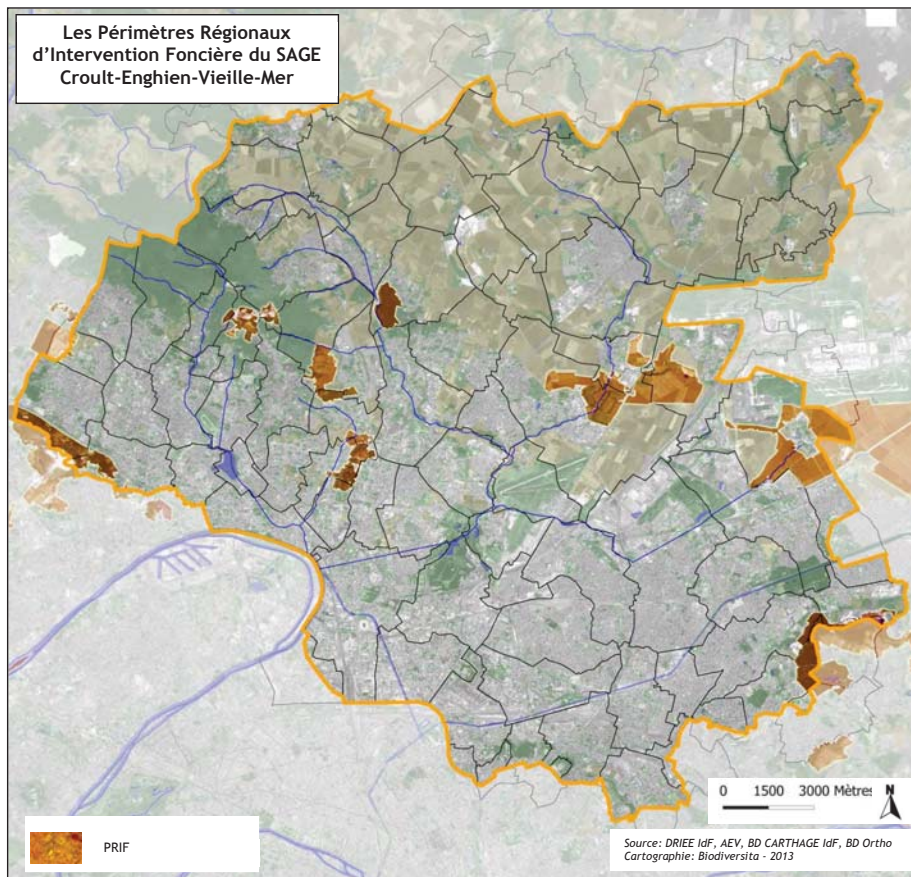 Les Périmètres Régionaux
d'Intervention Foncière du SAGE
Croult-Enghien-Vieille-Mer
0 1500 3000 Mètres
N
PRIF
Source: DRIEE IdF, AEV, BD CARTHAGE IdF, BD Ortho
Cartographie: Biodiversita - 2013